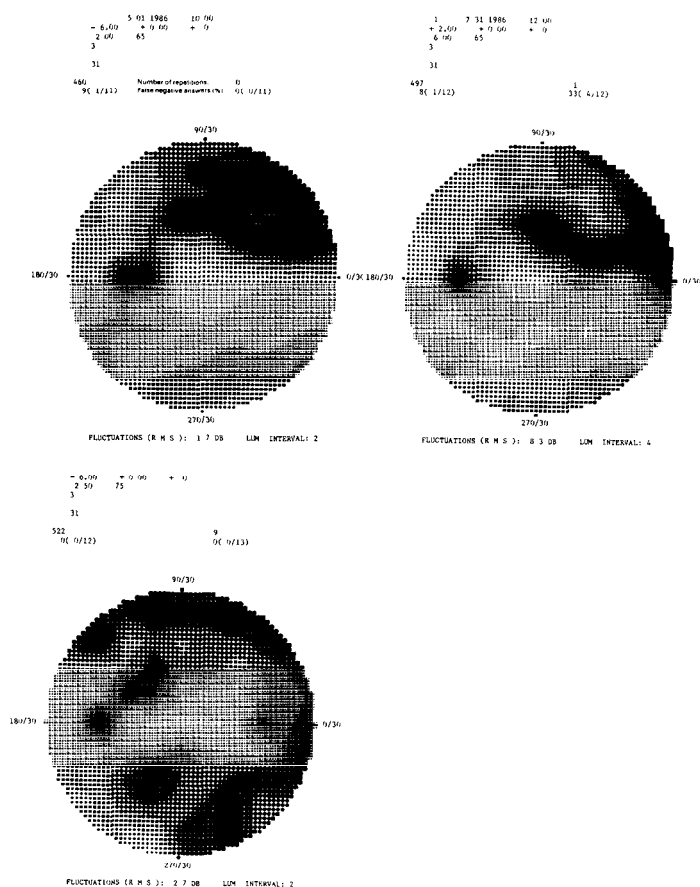 5 01 1986 10 00
- 6.00 + 0 00 + 0
2 00 65
3
31
460 Number of repetitions: 0
9( 1/11) False negative answers (%) 0( 0/11)
90/30
180/30
270/30
FLUCTUATIONS (R M S): 1 7 DB LUM INTERVAL: 2
1 7 31 1986 12 00
+ 2.00 + 0 00 + 0
6 00 65
3
31
497 1
8( 1/12) 33( 4/12)
90/30
180/30 0/30
270/30
FLUCTUATIONS (R M S): 8 3 DB LUM INTERVAL: 4
- 6.00 + 0 00 + 0
2 50 75
3
31
522 9
0( 0/12) 0( 0/13)
90/30
180/30 0/30
270/30
FLUCTUATIONS (R M S): 2 7 DB LUM INTERVAL: 2